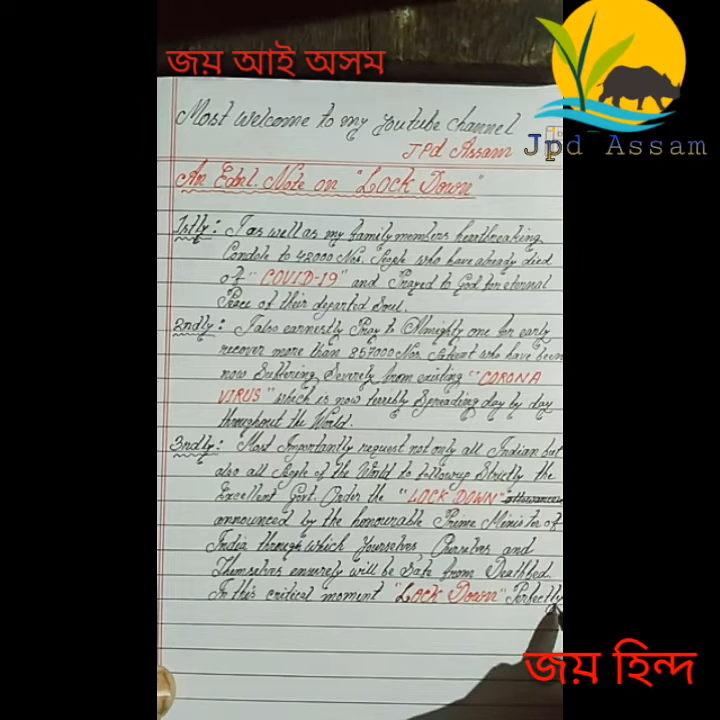 জয় আই অসম
Most welcome to my youtube channel
JPd Assam
Jpd Assam
An Ednl. Note on "Lock Down"
1stly: I as well as my family members heartbreaking
Condole to 42000 Nos. People who have already died
of "COVID-19" and Prayed to God for eternal
Peace of their departed Soul.
2ndly: I also earnestly Pray to Almighty one for early
recover more than 857000 Nos. Patient who have been
now Suffering Severely from existing "CORONA
VIRUS" which is now terribly Spreading day by day
throughout the World.
3ndly: Most Importantly request not only all Indian but
also all People of the World to followup Strictly the
Excellent Govt. Order the "LOCK DOWN"
announced by the honourable Prime Minister of
India through which Yourselves Ourselves and
Themselves ensurely will be Safe from Deathbed.
In this critical moment "Lock Down" Perfectly
জয় হিন্দ